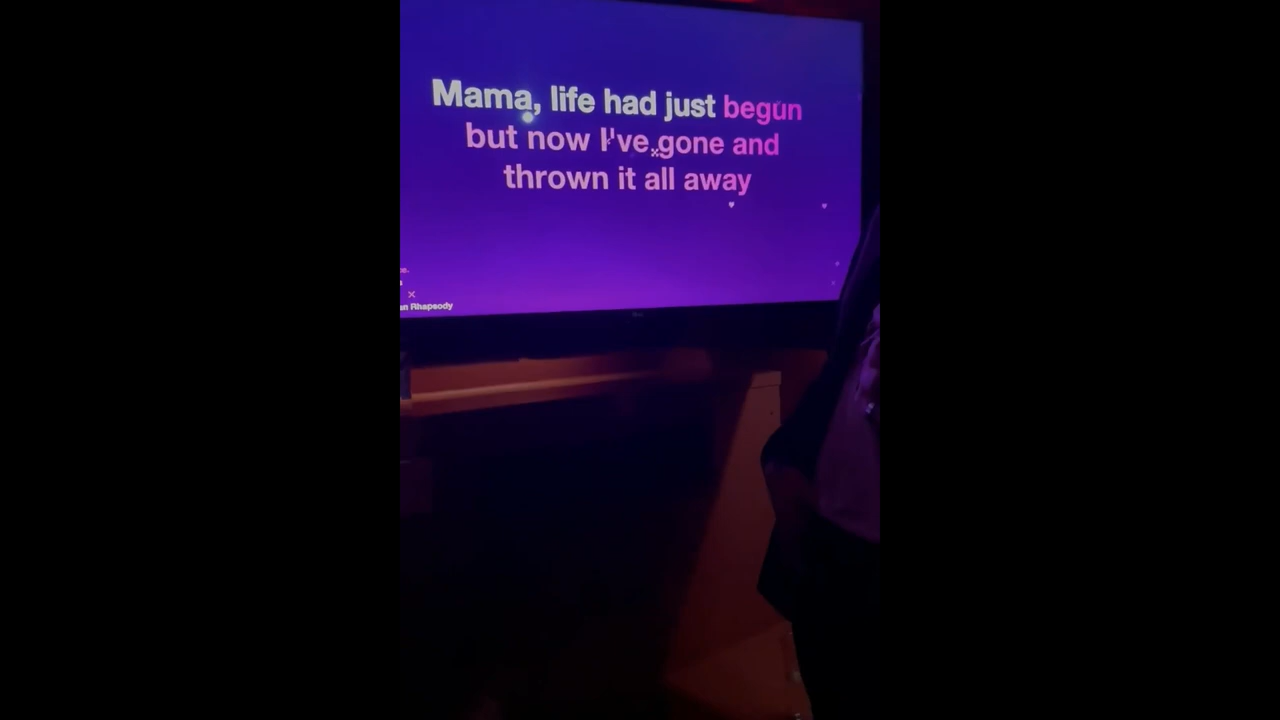 Mama, life had just begun
but now I've gone and
thrown it all away
Rhapsody